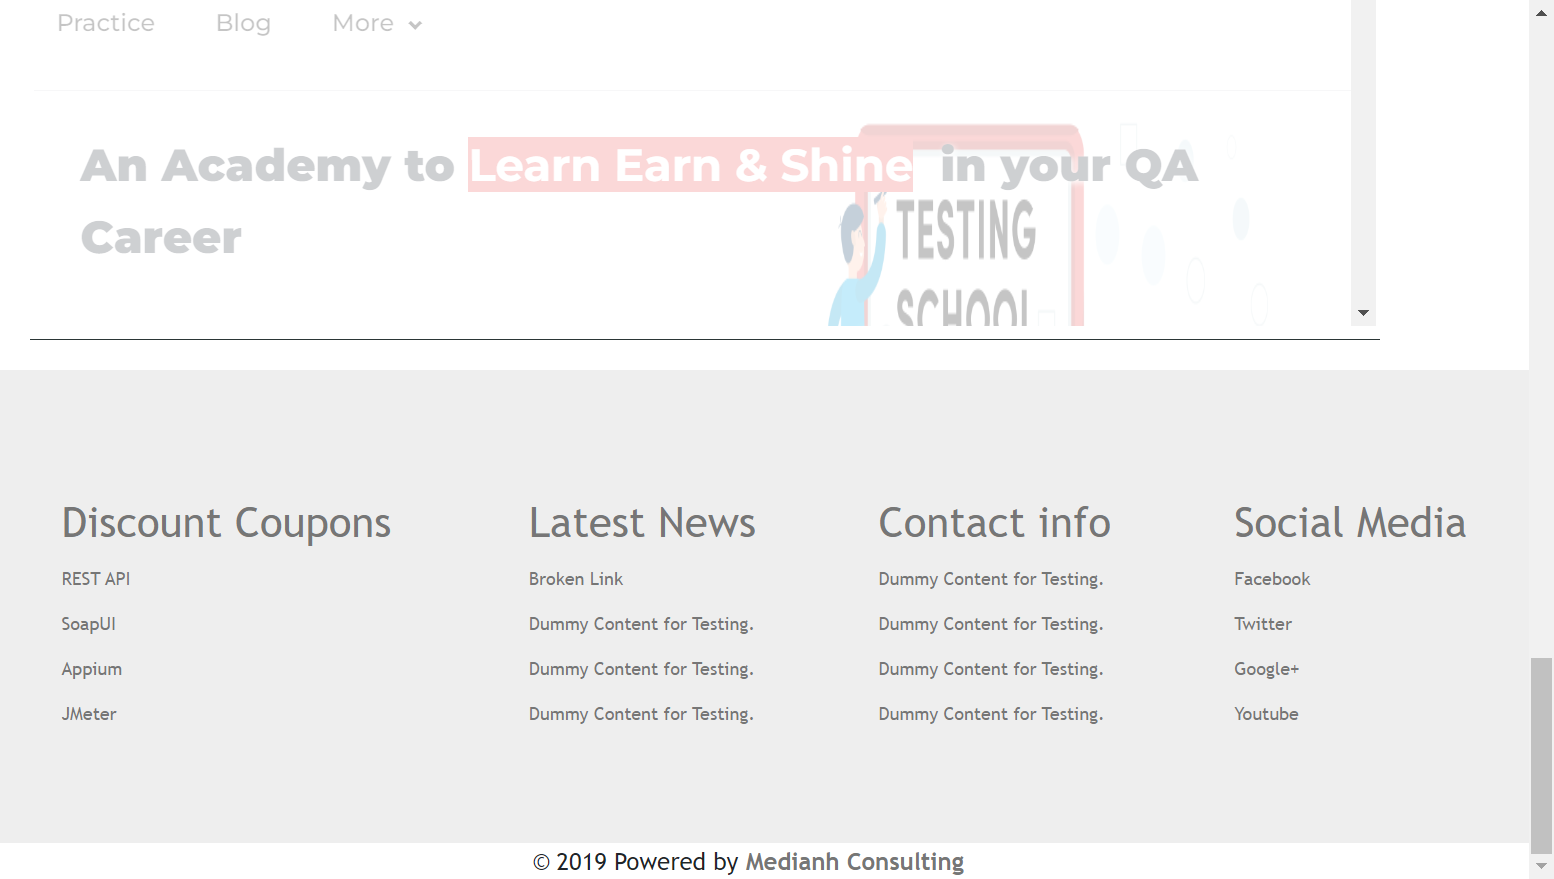 Practice Blog More
An Academy to Learn Earn & Shine in your QA
Career
TESTING
SCHOOL
Discount Coupons Latest News Contact info Social Media
REST API Broken Link Dummy Content for Testing. Facebook
SoapUI Dummy Content for Testing. Dummy Content for Testing. Twitter
Appium Dummy Content for Testing. Dummy Content for Testing. Google+
JMeter Dummy Content for Testing. Dummy Content for Testing. Youtube
© 2019 Powered by Medianh Consulting